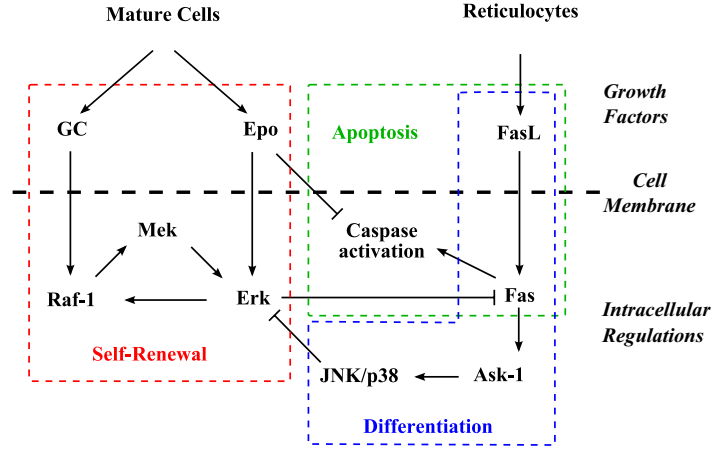 Mature Cells
Reticulocytes
Growth
Factors
GC
Epo
Apoptosis
FasL
Cell
Membrane
Mek
Caspase
activation
Raf-1
Erk
Fas
Intracellular
Regulations
Self-Renewal
JNK/p38
Ask-1
Differentiation